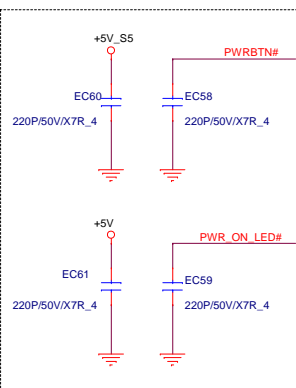 +5V_S5
PWRBTN#
EC60 EC58
220P/50V/X7R_4 220P/50V/X7R_4
+5V
PWR_ON_LED#
EC61 EC59
220P/50V/X7R_4 220P/50V/X7R_4